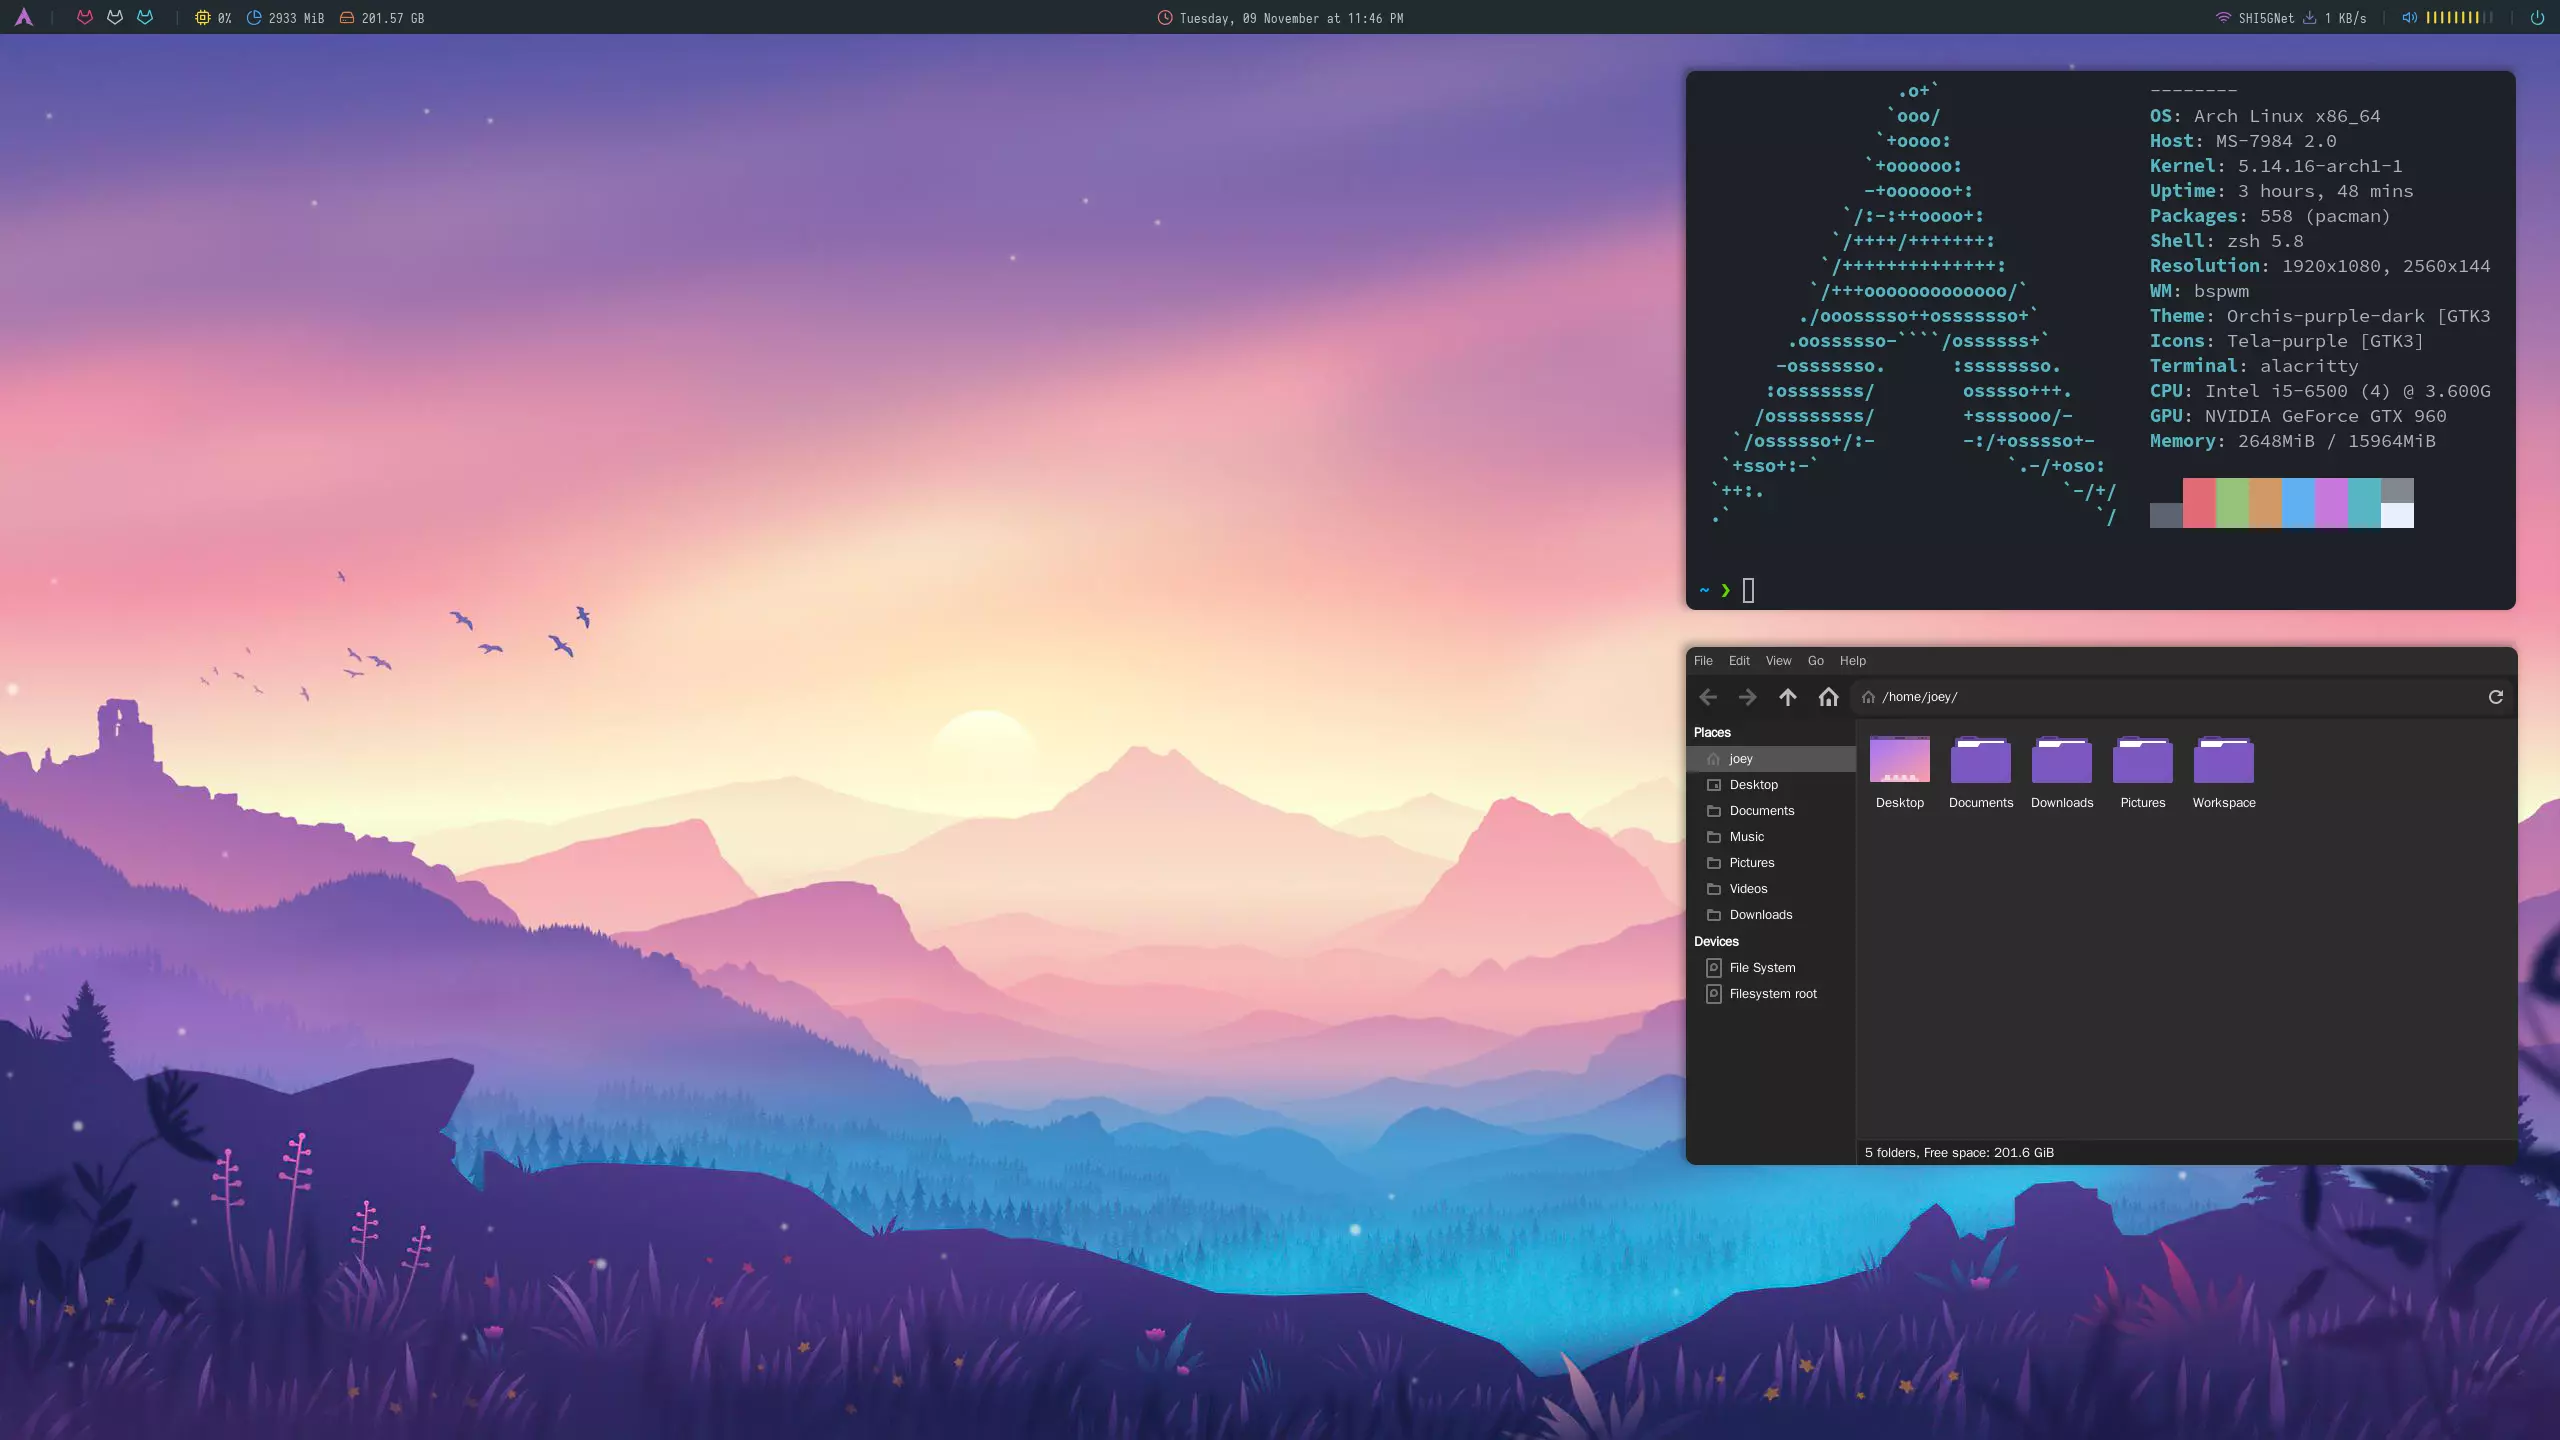 0% 2933 MiB 201.57 GB Tuesday, 09 November at 11:46 PM SHI5GNet 1 KB/s
.o+` --------
`ooo/ OS: Arch Linux x86_64
`+oooo: Host: MS-7984 2.0
`+oooooo: Kernel: 5.14.16-arch1-1
-+oooooo+: Uptime: 3 hours, 48 mins
`/:-:++oooo+: Packages: 558 (pacman)
`/++++/+++++++: Shell: zsh 5.8
`/++++++++++++++: Resolution: 1920x1080, 2560x144
`/+++ooooooooooooo/` WM: bspwm
./ooosssso++osssssso+` Theme: Orchis-purple-dark [GTK3
.oossssso-````/ossssss+` Icons: Tela-purple [GTK3]
-osssssso. :ssssssso. Terminal: alacritty
:osssssss/ osssso+++. CPU: Intel i5-6500 (4) @ 3.600G
/ossssssss/ +ssssooo/- GPU: NVIDIA GeForce GTX 960
`/ossssso+/:- -:/+osssso+- Memory: 2648MiB / 15964MiB
`+sso+:-` `.-/+oso:
`++:. `-/+/
.` `/
~ ❯
File Edit View Go Help
/home/joey/
Places
joey
Desktop
Documents
Music
Pictures
Videos
Downloads
Devices
File System
Filesystem root
Desktop Documents Downloads Pictures Workspace
5 folders, Free space: 201.6 GiB